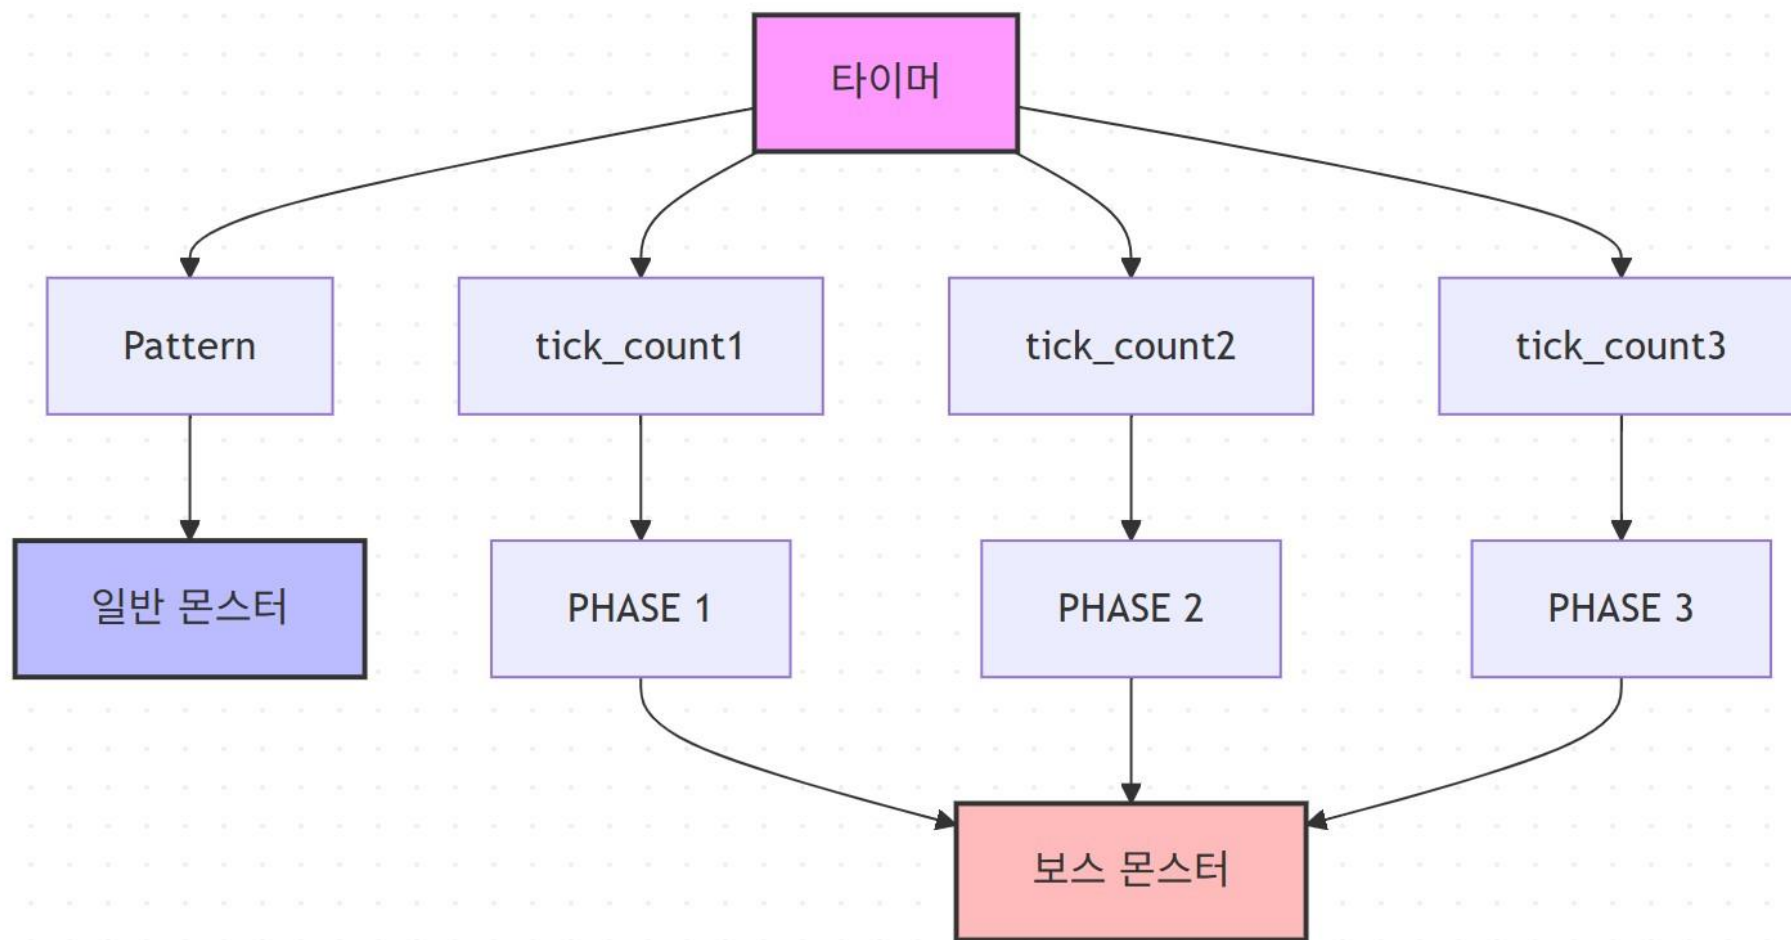 타이머
Pattern
tick_count1
tick_count2
tick_count3
일반 몬스터
PHASE 1
PHASE 2
PHASE 3
보스 몬스터